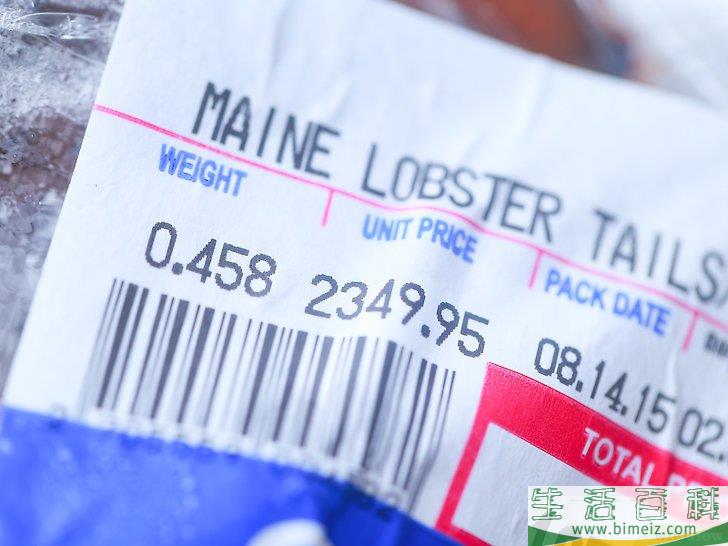 MAINE LOBSTER TAILS
WEIGHT UNIT PRICE PACK DATE
0.458 2349.95 08.14.15 02.
TOTAL
生活百科
www.bimeiz.com